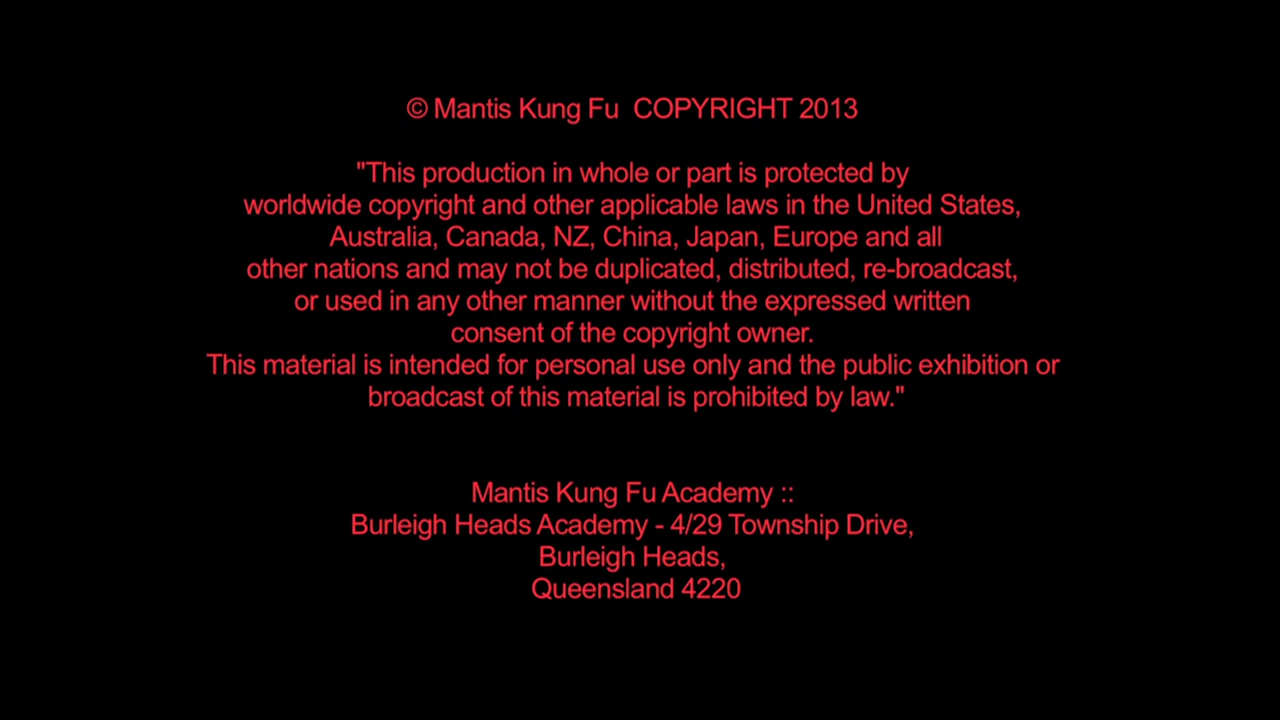 © Mantis Kung Fu  COPYRIGHT 2013
"This production in whole or part is protected by
worldwide copyright and other applicable laws in the United States,
Australia, Canada, NZ, China, Japan, Europe and all
other nations and may not be duplicated, distributed, re-broadcast,
or used in any other manner without the expressed written
consent of the copyright owner.
This material is intended for personal use only and the public exhibition or
broadcast of this material is prohibited by law."
Mantis Kung Fu Academy ::
Burleigh Heads Academy - 4/29 Township Drive,
Burleigh Heads,
Queensland 4220